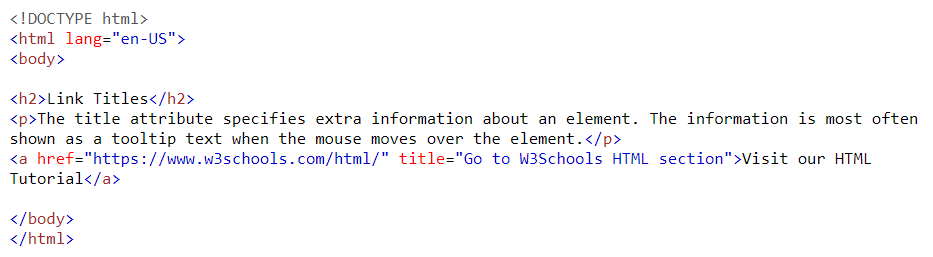 <!DOCTYPE html>
<html lang="en-US">
<body>

<h2>Link Titles</h2>
<p>The title attribute specifies extra information about an element. The information is most often
shown as a tooltip text when the mouse moves over the element.</p>
<a href="https://www.w3schools.com/html/" title="Go to W3Schools HTML section">Visit our HTML
Tutorial</a>

</body>
</html>